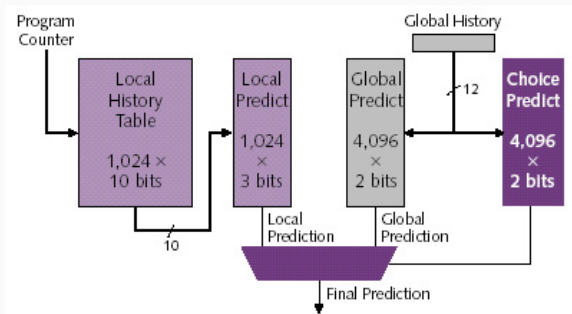 Program
Counter
Global History
Local
History
Table
1,024 ×
10 bits
Local
Predict
1,024
×
3 bits
Global
Predict
4,096
×
2 bits
12
Choice
Predict
4,096
×
2 bits
10
Local
Prediction
Global
Prediction
Final Prediction